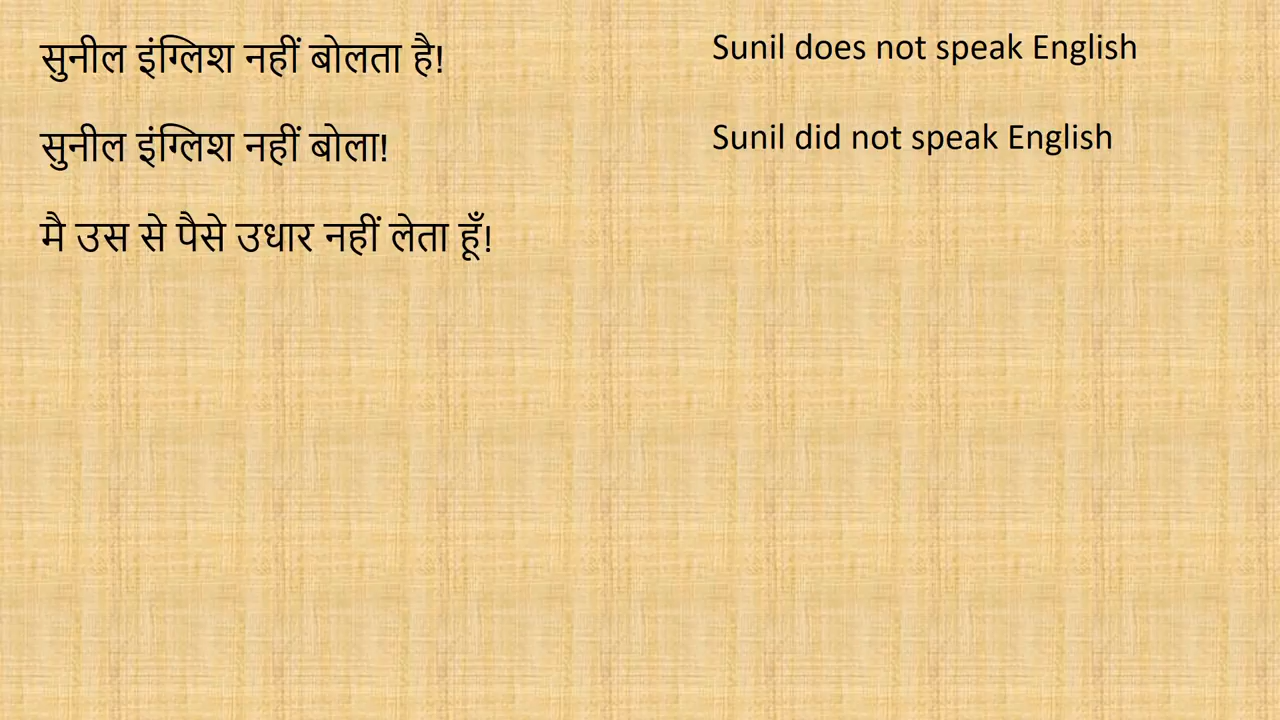 सुनील इंग्लिश नहीं बोलता है!
Sunil does not speak English
सुनील इंग्लिश नहीं बोला!
Sunil did not speak English
मै उस से पैसे उधार नहीं लेता हूँ!